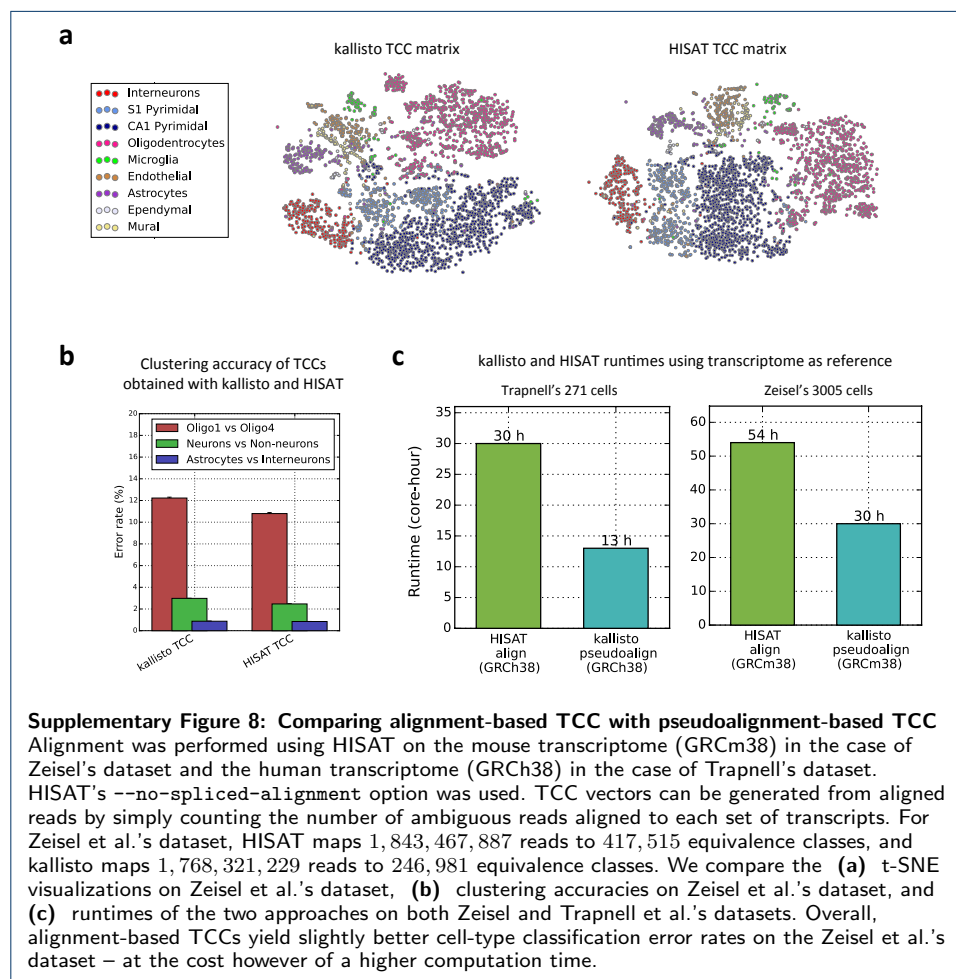 a
kallisto TCC matrix
HISAT TCC matrix
Interneurons
S1 Pyrimidal
CA1 Pyrimidal
Oligodentrocytes
Microglia
Endothelial
Astrocytes
Ependymal
Mural
b
Clustering accuracy of TCCs
obtained with kallisto and HISAT
20
18
16
14
12
10
8
6
4
2
0
Error rate (%)
Oligo1 vs Oligo4
Neurons vs Non-neurons
Astrocytes vs Interneurons
kallisto TCC
HISAT TCC
c
kallisto and HISAT runtimes using transcriptome as reference
Trapnell's 271 cells
35
30
25
20
15
10
5
0
Runtime (core-hour)
30 h
13 h
HISAT
align
(GRCh38)
kallisto
pseudoalign
(GRCh38)
Zeisel's 3005 cells
60
50
40
30
20
10
0
54 h
30 h
HISAT
align
(GRCm38)
kallisto
pseudoalign
(GRCm38)
Supplementary Figure 8: Comparing alignment-based TCC with pseudoalignment-based TCC
Alignment was performed using HISAT on the mouse transcriptome (GRCm38) in the case of
Zeisel's dataset and the human transcriptome (GRCh38) in the case of Trapnell's dataset.
HISAT's --no-spliced-alignment option was used. TCC vectors can be generated from aligned
reads by simply counting the number of ambiguous reads aligned to each set of transcripts. For
Zeisel et al.'s dataset, HISAT maps 1,843,467,887 reads to 417,515 equivalence classes, and
kallisto maps 1,768,321,229 reads to 246,981 equivalence classes. We compare the (a) t-SNE
visualizations on Zeisel et al.'s dataset, (b) clustering accuracies on Zeisel et al.'s dataset, and
(c) runtimes of the two approaches on both Zeisel and Trapnell et al.'s datasets. Overall,
alignment-based TCCs yield slightly better cell-type classification error rates on the Zeisel et al.'s
dataset – at the cost however of a higher computation time.